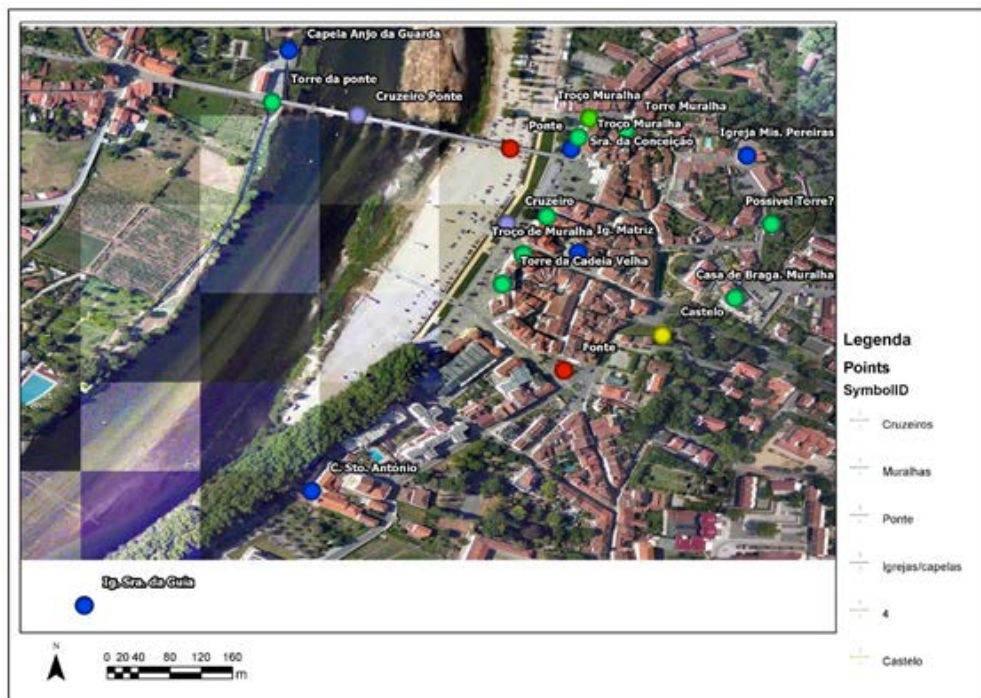 Capela Anjo da Guarda
Torre da ponte
Cruzeiro Ponte
Troço Muralha
Torre Muralha
Ponte
Troço Muralha
Sra. da Conceição
Igreja Mis. Pereiras
Cruzeiro
Possível Torre?
Troço de Muralha
Ig. Matriz
Torre da Cadeia Velha
Casa de Braga. Muralha
Castelo
Fonte
C. Sto. António
Ig. Sra. da Guia
Legenda
Points
SymbolID
Cruzeiros
Muralhas
Ponte
Igrejas/capelas
4
Castelo
N
0 20 40 80 120 160
m